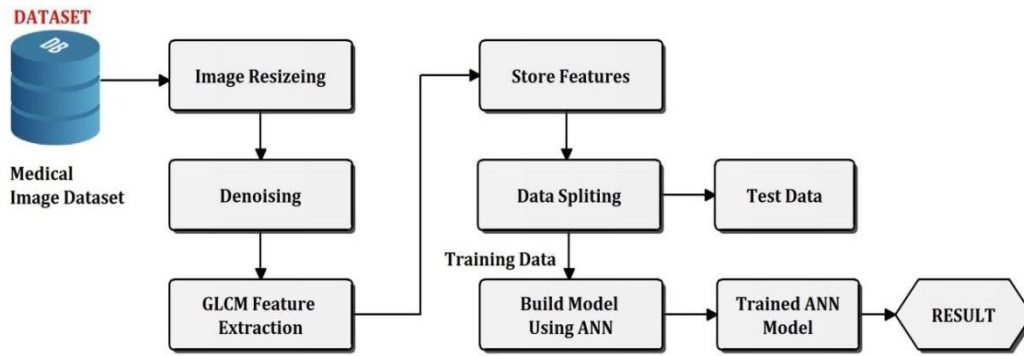 DATASET
DB
Medical
Image Dataset
Image Resizeing
Denoising
GLCM Feature
Extraction
Store Features
Data Spliting
Test Data
Training Data
Build Model
Using ANN
Trained ANN
Model
RESULT